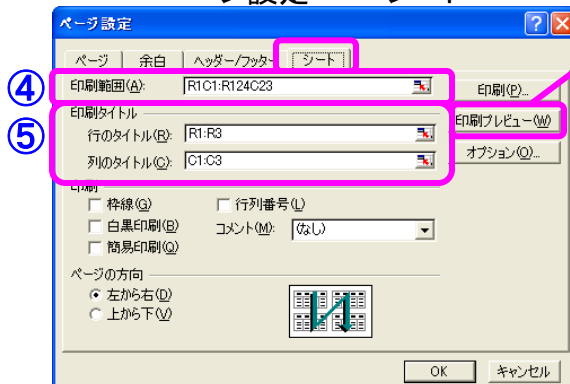 ページ設定
ページ 余白 ヘッダー/フッター シート
④ 印刷範囲(A): R1C1:R124C23 印刷(P)...
⑤ 印刷タイトル 印刷プレビュー(W)
行のタイトル(R): R1:R3 オプション(O)...
列のタイトル(C): C1:C3
印刷
枠線(G) 行列番号(L)
白黒印刷(B) コメント(M): (なし)
簡易印刷(Q)
ページの方向
左から右(D)
上から下(V)
OK キャンセル